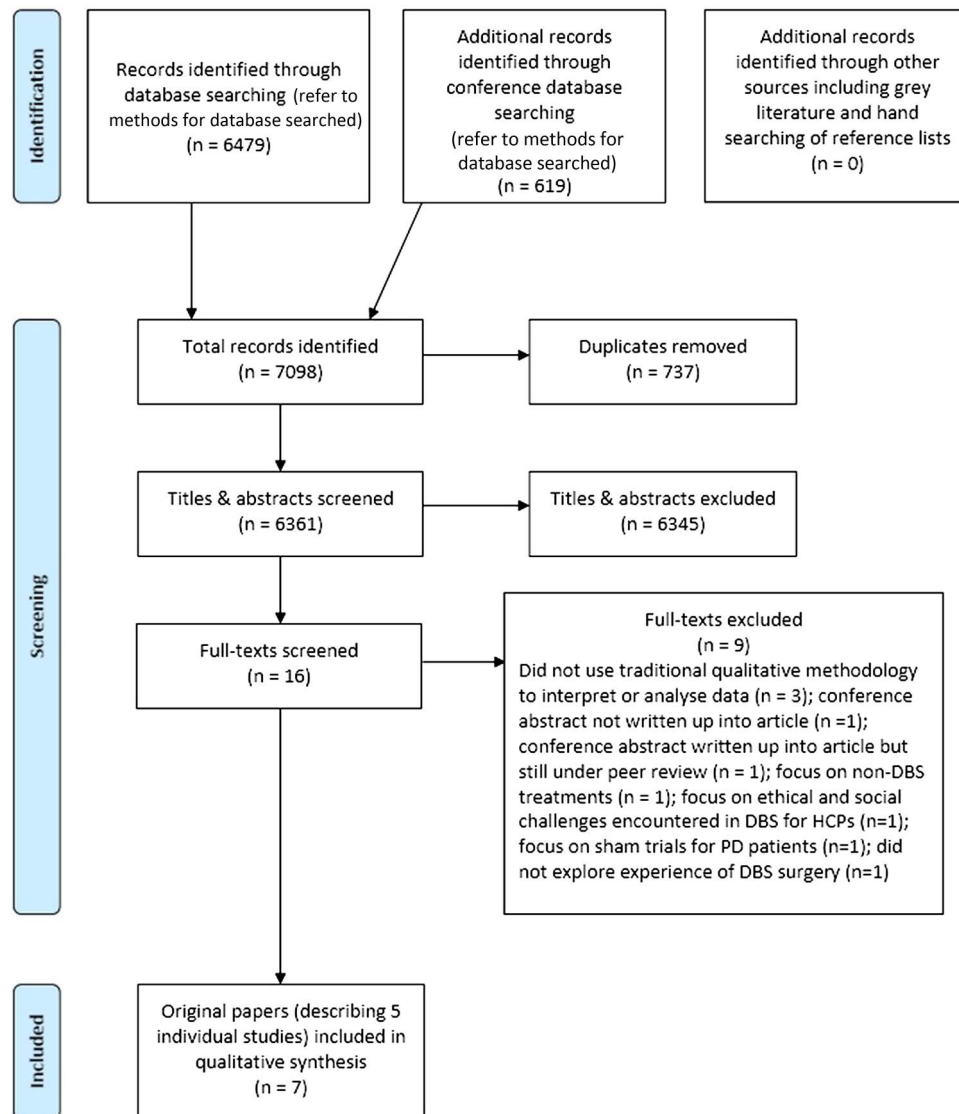 Identification
Records identified through
database searching (refer to
methods for database searched)
(n = 6479)
Additional records
identified through
conference database
searching
(refer to methods for
database searched)
(n = 619)
Additional records
identified through other
sources including grey
literature and hand
searching of reference lists
(n = 0)
Screening
Total records identified
(n = 7098)
Duplicates removed
(n = 737)
Titles & abstracts screened
(n = 6361)
Titles & abstracts excluded
(n = 6345)
Full-texts screened
(n = 16)
Full-texts excluded
(n = 9)
Did not use traditional qualitative methodology
to interpret or analyse data (n = 3); conference
abstract not written up into article (n =1);
conference abstract written up into article but
still under peer review (n = 1); focus on non-DBS
treatments (n = 1); focus on ethical and social
challenges encountered in DBS for HCPs (n=1);
focus on sham trials for PD patients (n=1); did
not explore experience of DBS surgery (n=1)
Included
Original papers (describing 5
individual studies) included in
qualitative synthesis
(n = 7)